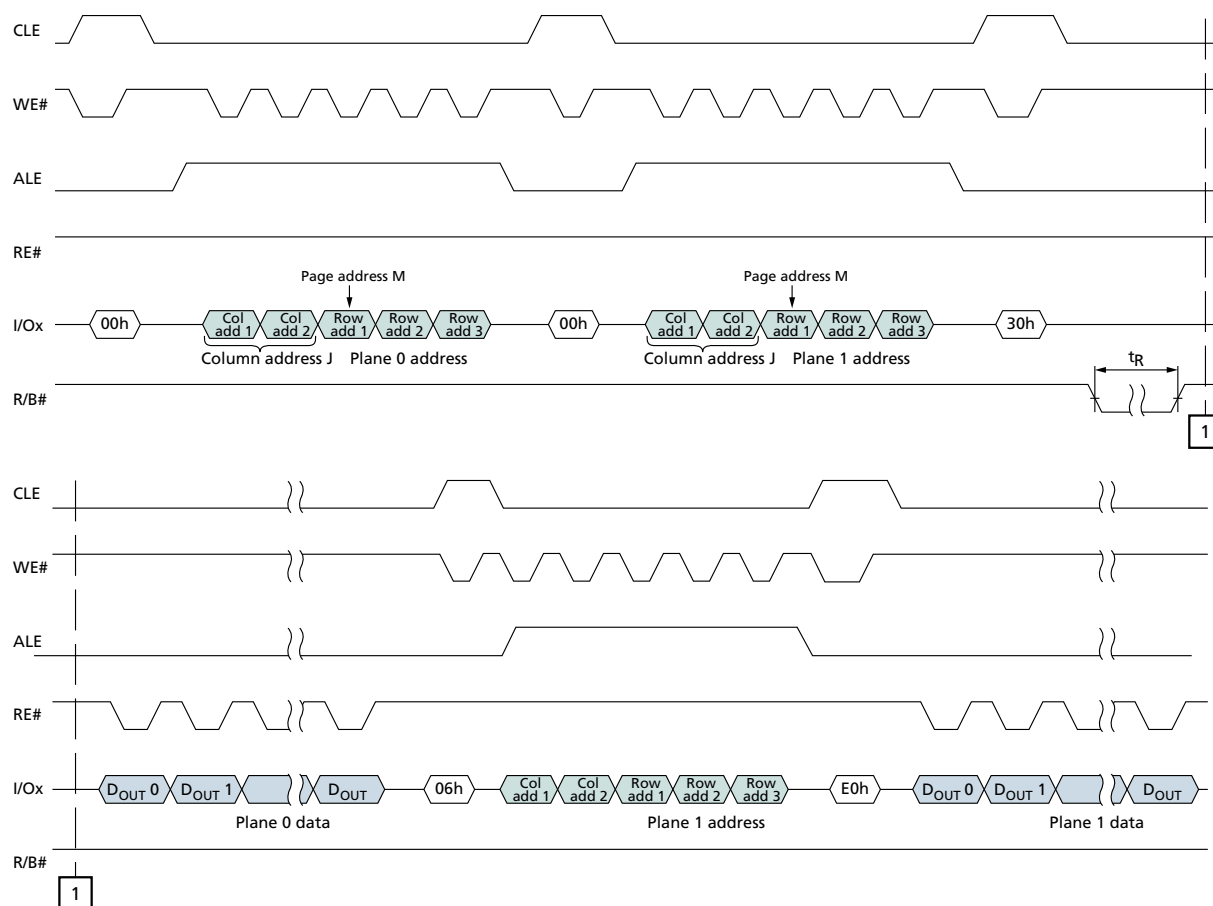 CLE
WE#
ALE
RE#
Page address M
Page address M
I/Ox
00h
Col add 1
Col add 2
Row add 1
Row add 2
Row add 3
00h
Col add 1
Col add 2
Row add 1
Row add 2
Row add 3
30h
Column address J
Plane 0 address
Column address J
Plane 1 address
tR
R/B#
1
CLE
WE#
ALE
RE#
I/Ox
DOUT 0
DOUT 1
DOUT
06h
Col add 1
Col add 2
Row add 1
Row add 2
Row add 3
E0h
DOUT 0
DOUT 1
DOUT
Plane 0 data
Plane 1 address
Plane 1 data
R/B#
1